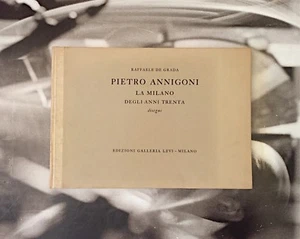 RAFFAELE DE GRADA
PIETRO ANNIGONI
LA MILANO
DEGLI ANNI TRENTA
disegni
EDIZIONI GALLERIA LEVI - MILANO